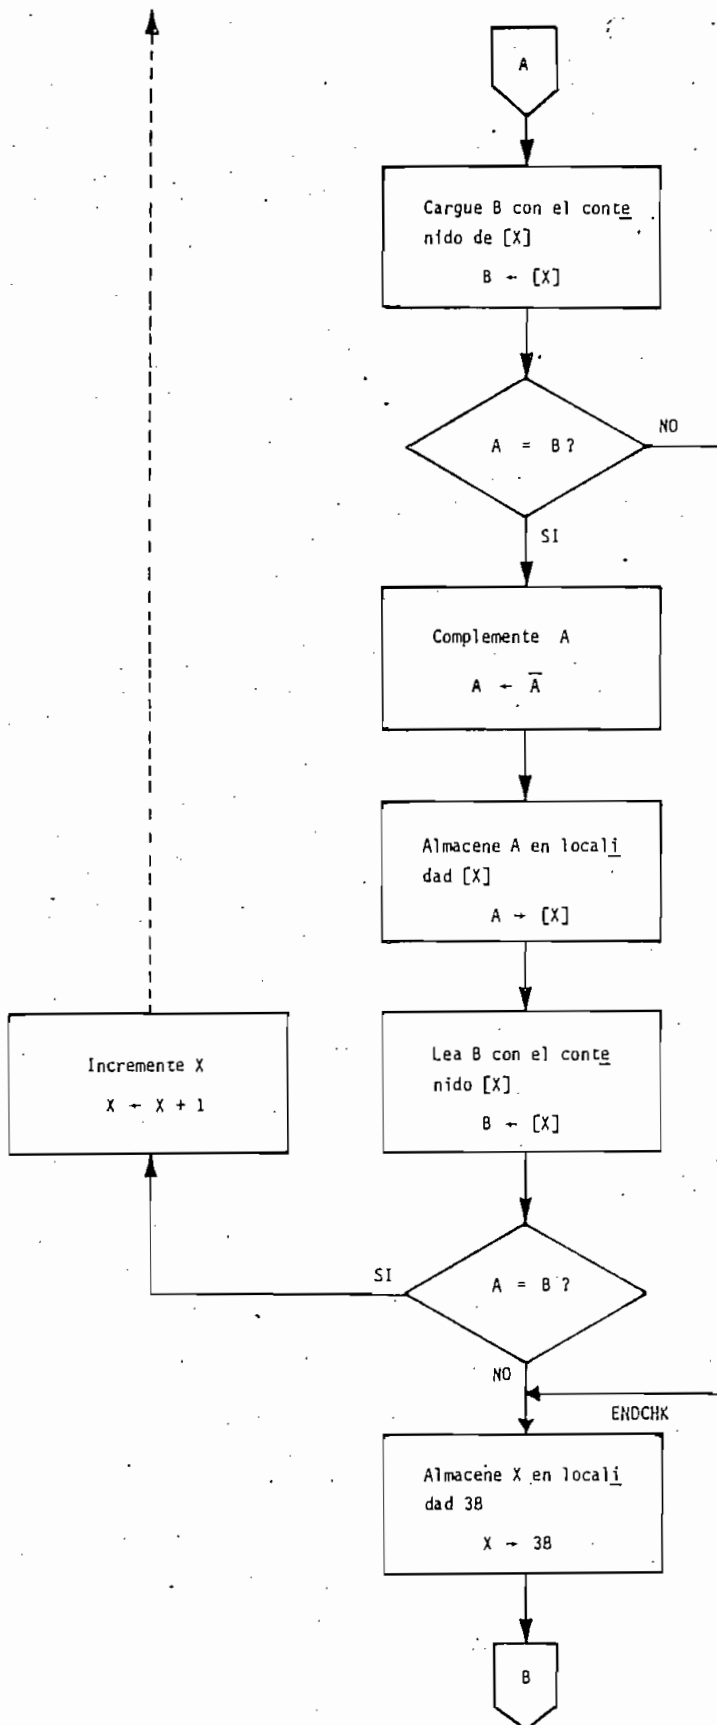 A
Cargue B con el conte
nido de [X]
B ← [X]
A = B?
NO
SI
Complemente A
A ← A̅
Almacene A en locali
dad [X]
A → [X]
Incremente X
X ← X + 1
Lea B con el conte
nido [X]
B ← [X]
SI
A = B ?
NO
ENDCHK
Almacene X en locali
dad 38
X → 38
B